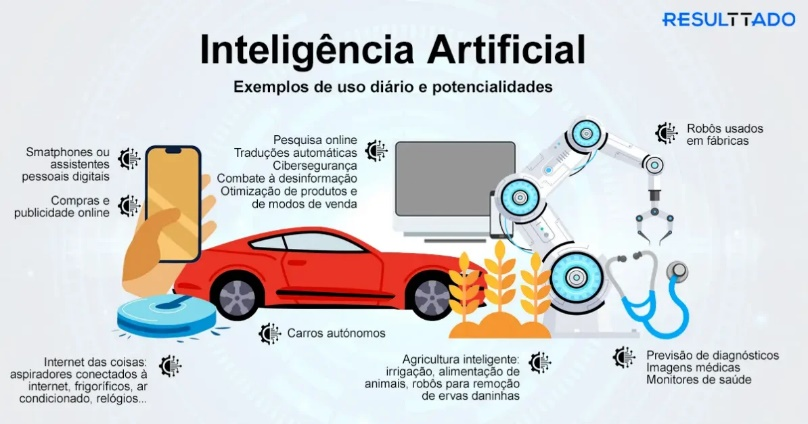 RESULTTADO
Inteligência Artificial
Exemplos de uso diário e potencialidades
Smatphones ou
assistentes
pessoais digitais
Compras e
publicidade online
Pesquisa online
Traduções automáticas
Cibersegurança
Combate à desinformação
Otimização de produtos e
de modos de venda
Robôs usados
em fábricas
Carros autónomos
Internet das coisas:
aspiradores conectados à
internet, frigoríficos, ar
condicionado, relógios...
Agricultura inteligente:
irrigação, alimentação de
animais, robôs para remoção
de ervas daninhas
Previsão de diagnósticos
Imagens médicas
Monitores de saúde